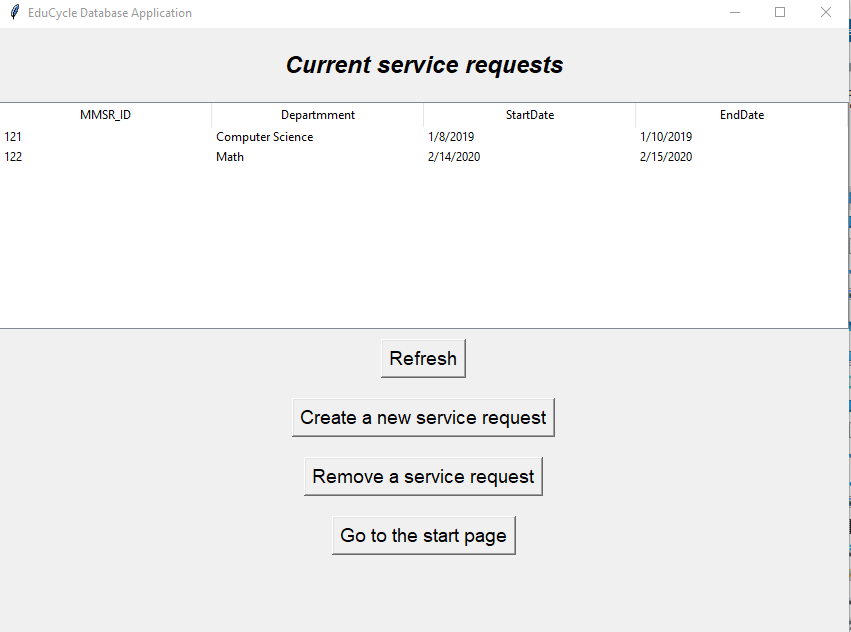 EduCycle Database Application
Current service requests
MMSR_ID Departmment StartDate EndDate
121 Computer Science 1/8/2019 1/10/2019
122 Math 2/14/2020 2/15/2020
Refresh
Create a new service request
Remove a service request
Go to the start page